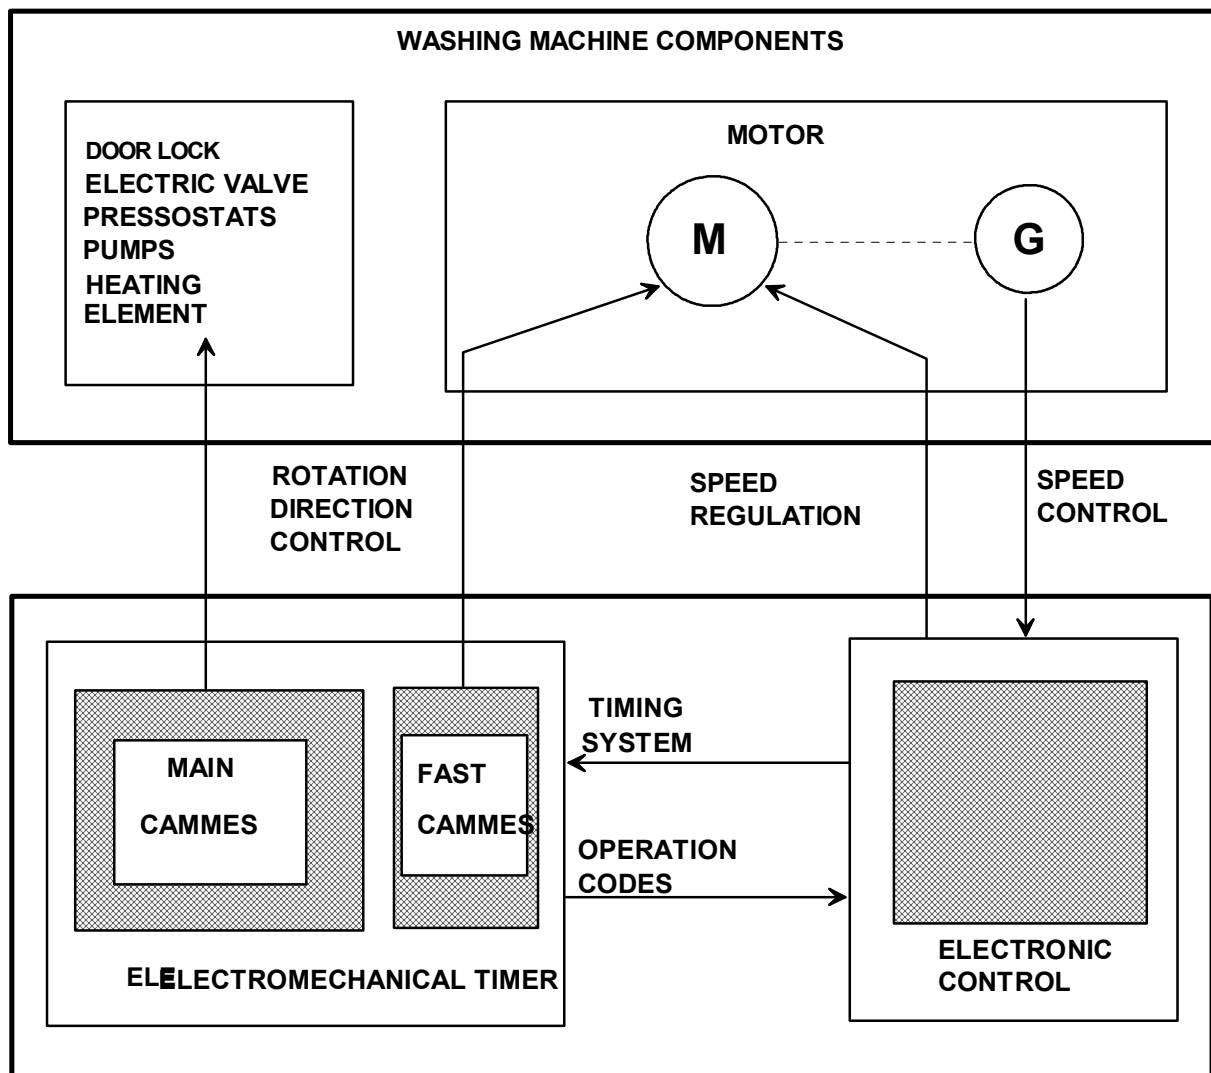 WASHING MACHINE COMPONENTS
DOOR LOCK
ELECTRIC VALVE
PRESSOSTATS
PUMPS
HEATING
ELEMENT
MOTOR
M
G
ROTATION
DIRECTION
CONTROL
SPEED
REGULATION
SPEED
CONTROL
MAIN
CAMMES
FAST
CAMMES
TIMING
SYSTEM
OPERATION
CODES
ELEELECTROMECHANICAL TIMER
ELECTRONIC
CONTROL